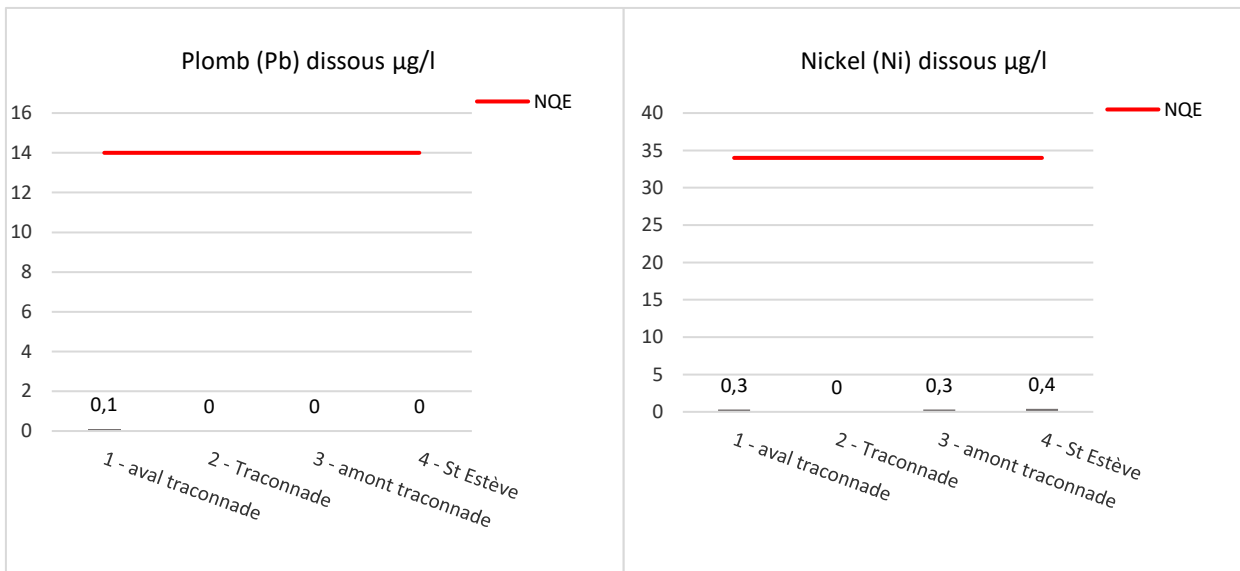 Plomb (Pb) dissous µg/l
NQE
16
14
12
10
8
6
4
2
0
0,1
0
0
0
1 - aval traconnade
2 - Traconnade
3 - amont traconnade
4 - St Estève
Nickel (Ni) dissous µg/l
NQE
40
35
30
25
20
15
10
5
0
0,3
0
0,3
0,4
1 - aval traconnade
2 - Traconnade
3 - amont traconnade
4 - St Estève